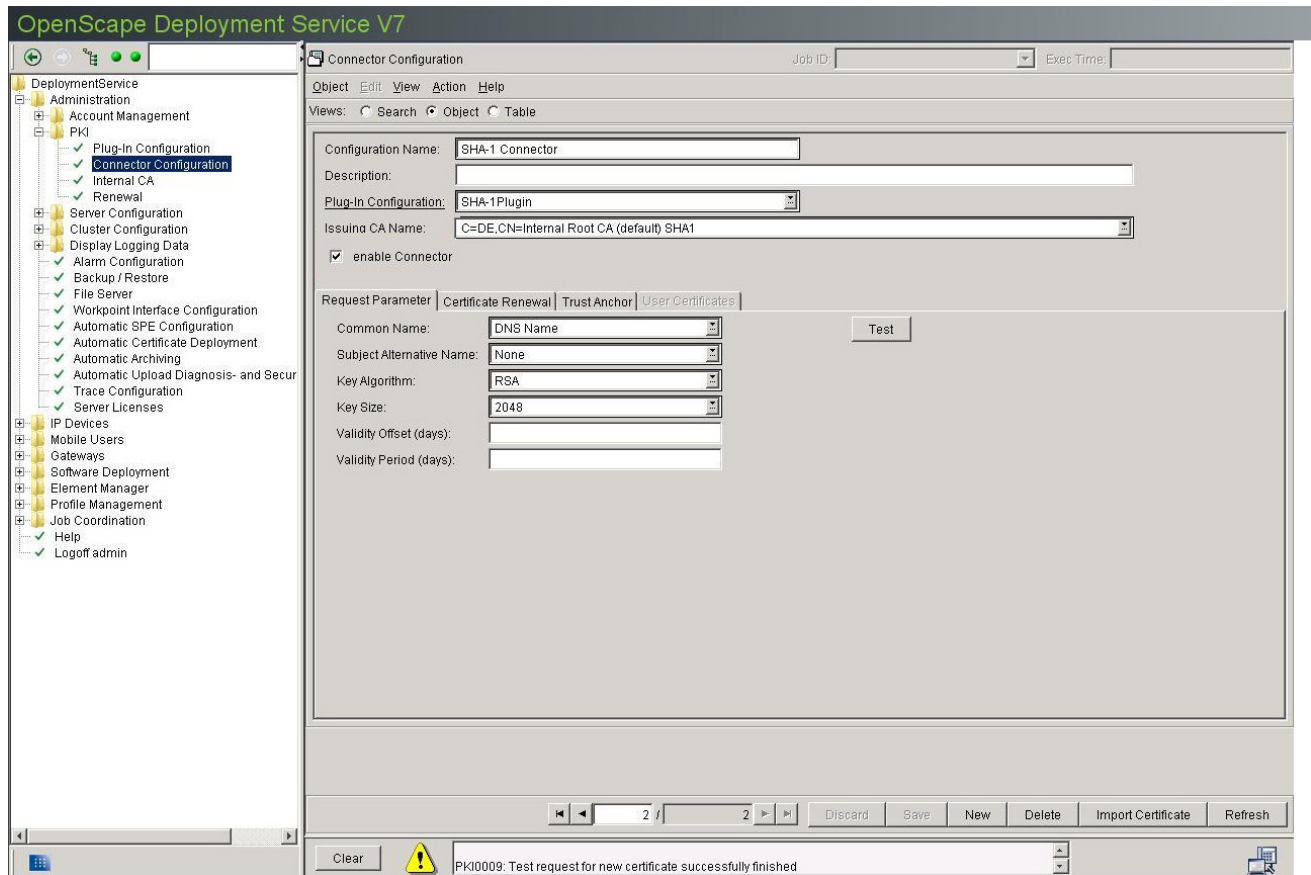 OpenScape Deployment Service V7
DeploymentService
Administration
Account Management
PKI
Plug-In Configuration
Connector Configuration
Internal CA
Renewal
Server Configuration
Cluster Configuration
Display Logging Data
Alarm Configuration
Backup / Restore
File Server
Workpoint Interface Configuration
Automatic SPE Configuration
Automatic Certificate Deployment
Automatic Archiving
Automatic Upload Diagnosis- and Secur
Trace Configuration
Server Licenses
IP Devices
Mobile Users
Gateways
Software Deployment
Element Manager
Profile Management
Job Coordination
Help
Logoff admin
Connector Configuration Job ID: Exec Time:
Object Edit View Action Help
Views: Search Object Table
Configuration Name: SHA-1 Connector
Description:
Plug-In Configuration: SHA-1Plugin
Issuing CA Name: C=DE,CN=Internal Root CA (default) SHA1
enable Connector
Request Parameter Certificate Renewal Trust Anchor User Certificates
Common Name: DNS Name Test
Subject Alternative Name: None
Key Algorithm: RSA
Key Size: 2048
Validity Offset (days):
Validity Period (days):
2 / 2 Discard Save New Delete Import Certificate Refresh
Clear PKI0009: Test request for new certificate successfully finished